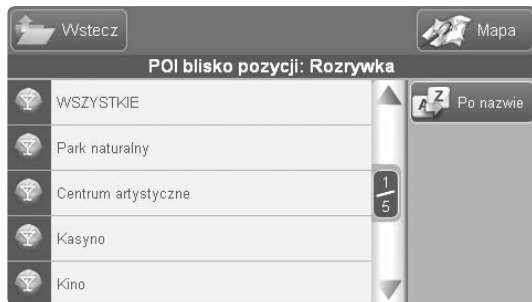 Wstecz
Mapa
POI blisko pozycji: Rozrywka
WSZYSTKIE
A Z Po nazwie
Park naturalny
Centrum artystyczne
1
5
Kasyno
Kino